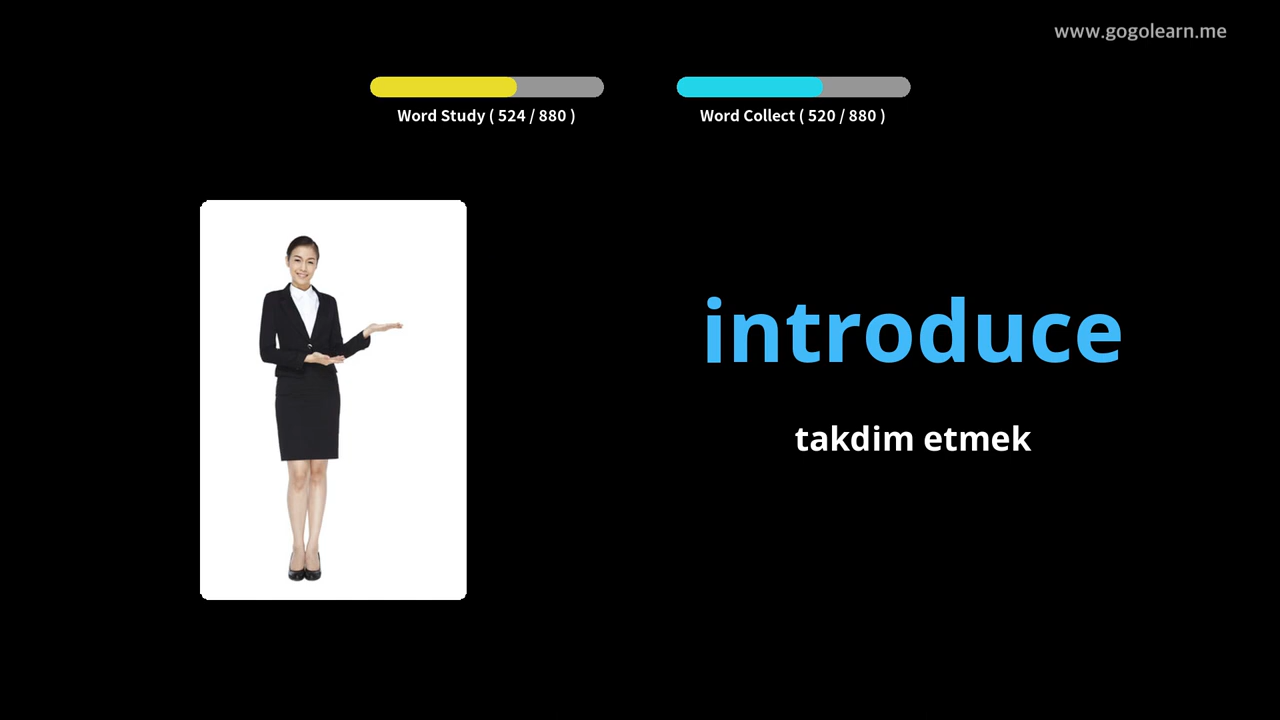 www.gogolearn.me
Word Study ( 524 / 880 )
Word Collect ( 520 / 880 )
introduce
takdim etmek